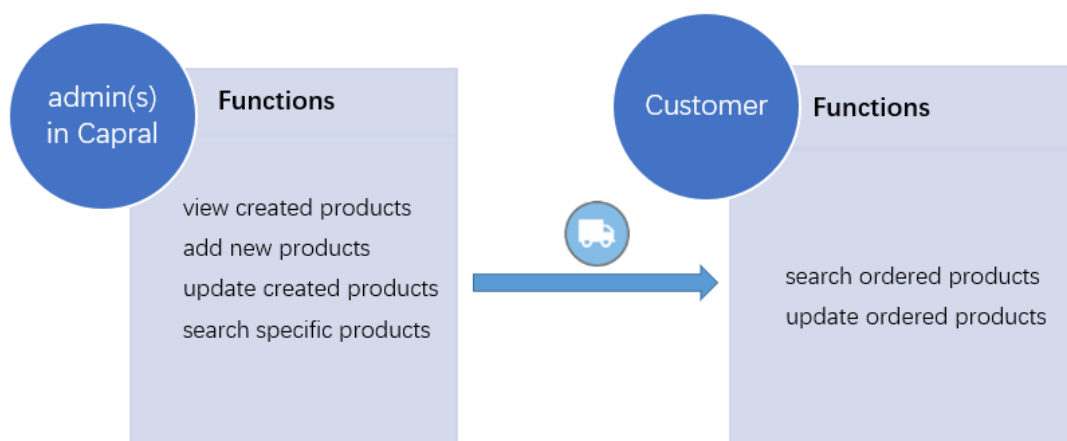 admin(s)
in Capral
Functions
view created products
add new products
update created products
search specific products
Customer
Functions
search ordered products
update ordered products